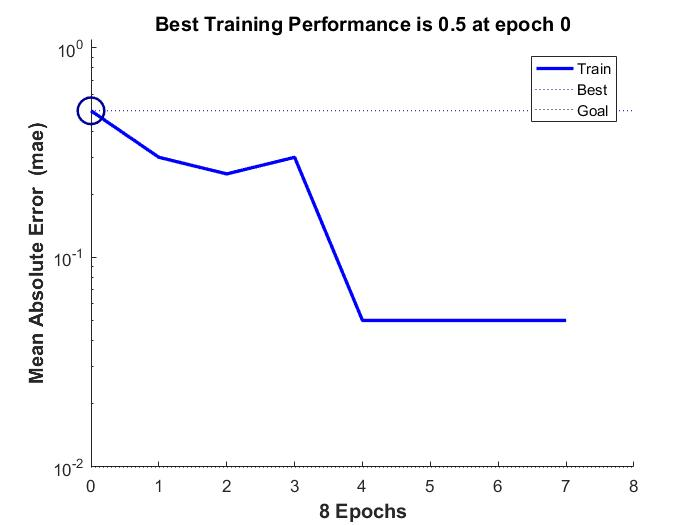 Best Training Performance is 0.5 at epoch 0
10^0
Train
Best
Goal
Mean Absolute Error (mae)
10^-1
10^-2
0 1 2 3 4 5 6 7 8
8 Epochs